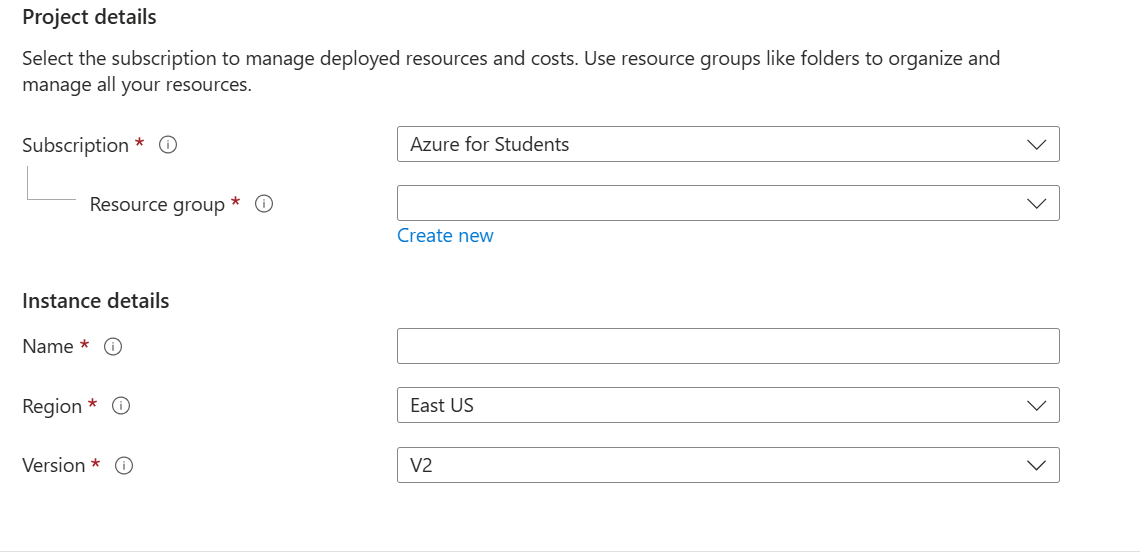 Project details
Select the subscription to manage deployed resources and costs. Use resource groups like folders to organize and
manage all your resources.
Subscription *
Azure for Students
Resource group *
Create new
Instance details
Name *
Region *
East US
Version *
V2